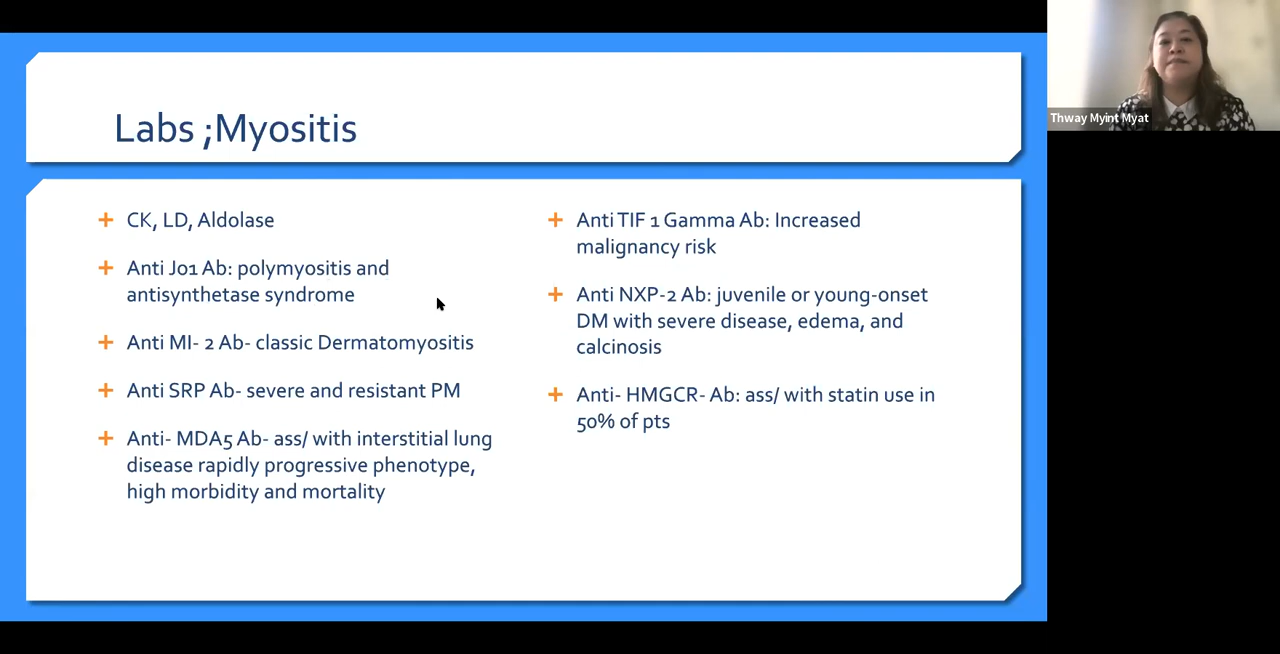 Labs ;Myositis
CK, LD, Aldolase
Anti Jo1 Ab: polymyositis and
antisynthetase syndrome
Anti MI- 2 Ab- classic Dermatomyositis
Anti SRP Ab- severe and resistant PM
Anti- MDA5 Ab- ass/ with interstitial lung
disease rapidly progressive phenotype,
high morbidity and mortality
Anti TIF 1 Gamma Ab: Increased
malignancy risk
Anti NXP-2 Ab: juvenile or young-onset
DM with severe disease, edema, and
calcinosis
Anti- HMGCR- Ab: ass/ with statin use in
50% of pts
Thway Myint Myat